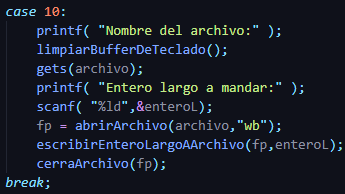 case 10:
printf( "Nombre del archivo:" );
limpiarBufferDeTeclado();
gets(archivo);
printf( "Entero largo a mandar:" );
scanf( "%ld",&enteroL);
fp = abrirArchivo(archivo,"wb");
escribirEnteroLargoAArchivo(fp,enteroL);
cerraArchivo(fp);
break;